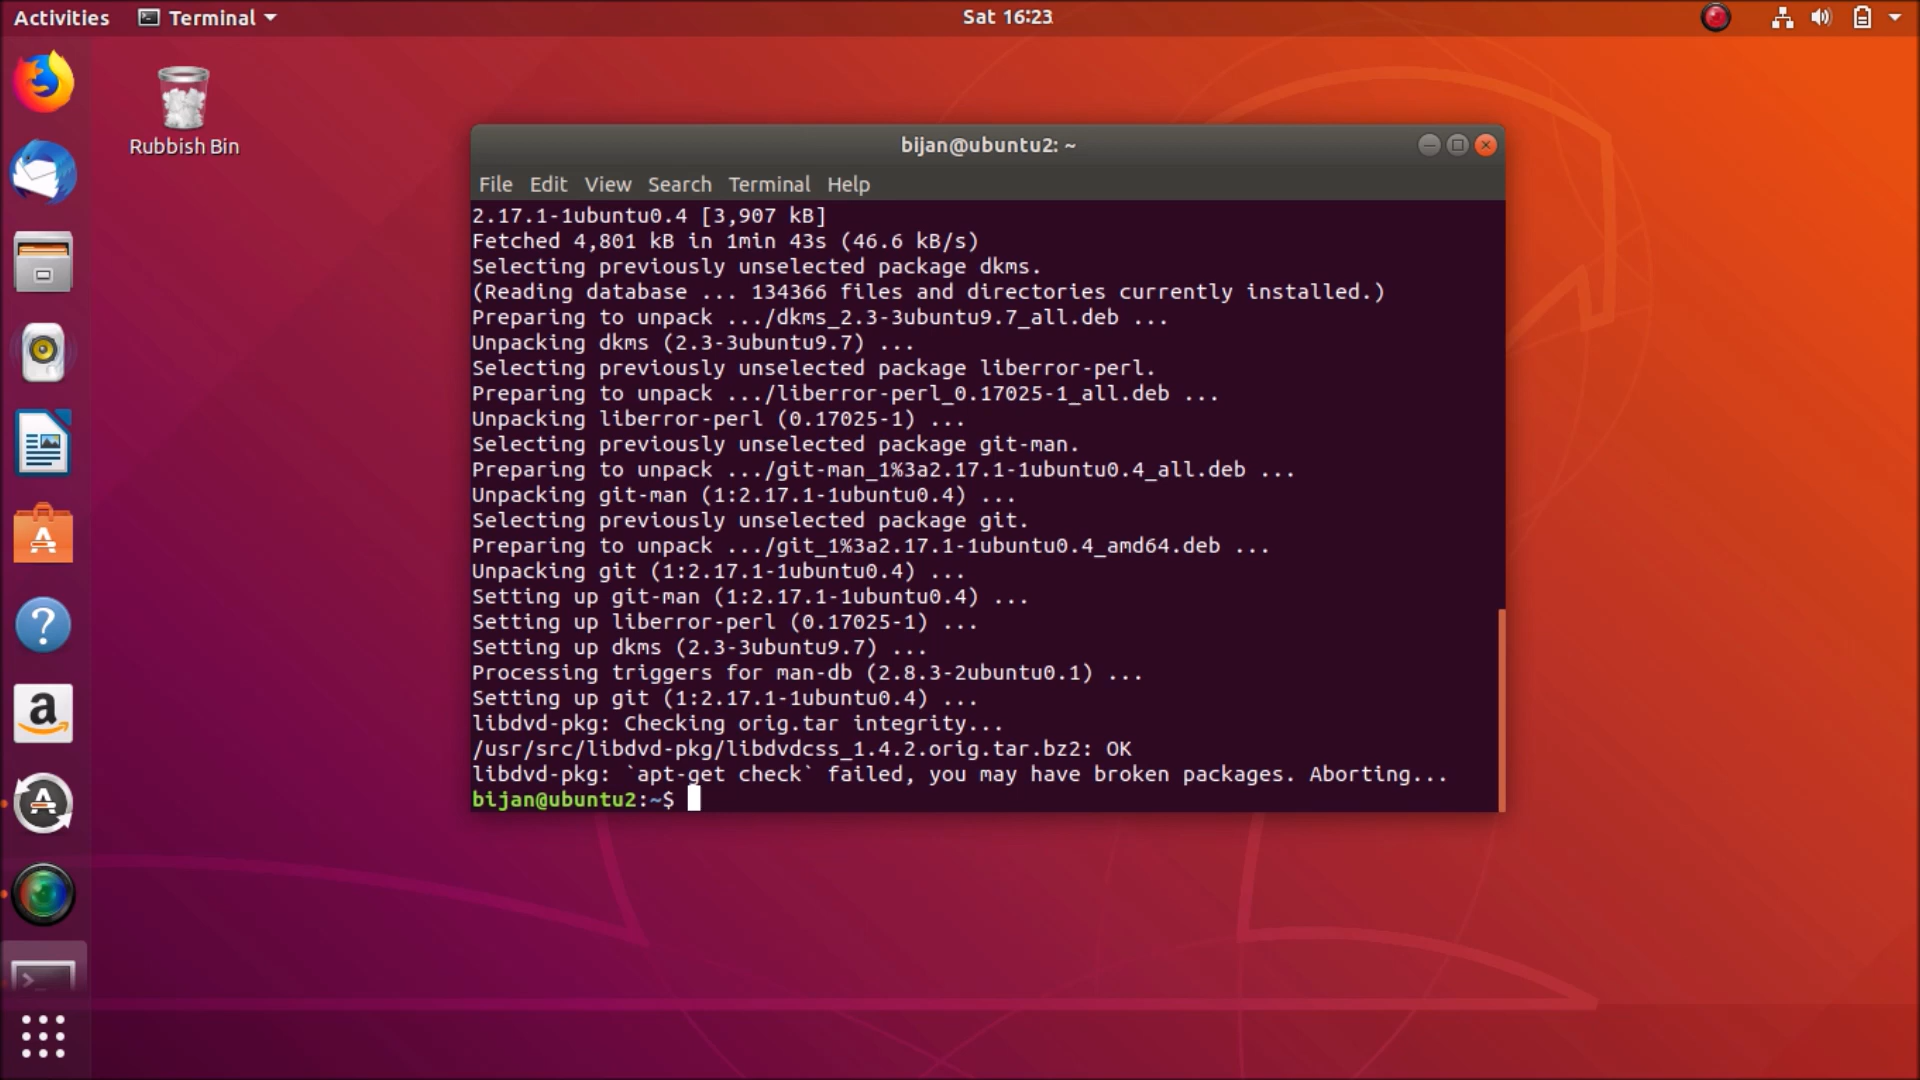 Activities Terminal Sat 16:23
Rubbish Bin
bijan@ubuntu2: ~
File Edit View Search Terminal Help
2.17.1-1ubuntu0.4 [3,907 kB]
Fetched 4,801 kB in 1min 43s (46.6 kB/s)
Selecting previously unselected package dkms.
(Reading database ... 134366 files and directories currently installed.)
Preparing to unpack .../dkms_2.3-3ubuntu9.7_all.deb ...
Unpacking dkms (2.3-3ubuntu9.7) ...
Selecting previously unselected package liberror-perl.
Preparing to unpack .../liberror-perl_0.17025-1_all.deb ...
Unpacking liberror-perl (0.17025-1) ...
Selecting previously unselected package git-man.
Preparing to unpack .../git-man_1%3a2.17.1-1ubuntu0.4_all.deb ...
Unpacking git-man (1:2.17.1-1ubuntu0.4) ...
Selecting previously unselected package git.
Preparing to unpack .../git_1%3a2.17.1-1ubuntu0.4_amd64.deb ...
Unpacking git (1:2.17.1-1ubuntu0.4) ...
Setting up git-man (1:2.17.1-1ubuntu0.4) ...
Setting up liberror-perl (0.17025-1) ...
Setting up dkms (2.3-3ubuntu9.7) ...
Processing triggers for man-db (2.8.3-2ubuntu0.1) ...
Setting up git (1:2.17.1-1ubuntu0.4) ...
libdvd-pkg: Checking orig.tar integrity...
/usr/src/libdvd-pkg/libdvdcss_1.4.2.orig.tar.bz2: OK
libdvd-pkg: `apt-get check` failed, you may have broken packages. Aborting...
bijan@ubuntu2:~$